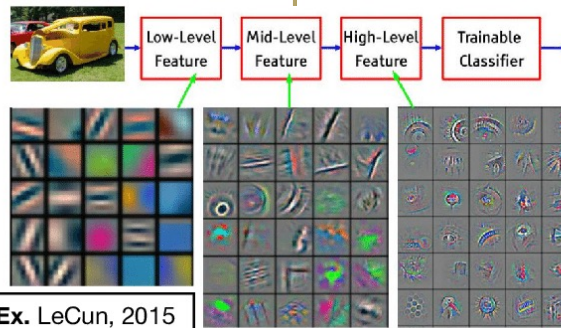 Low-Level
Feature
Mid-Level
Feature
High-Level
Feature
Trainable
Classifier
Ex. LeCun, 2015